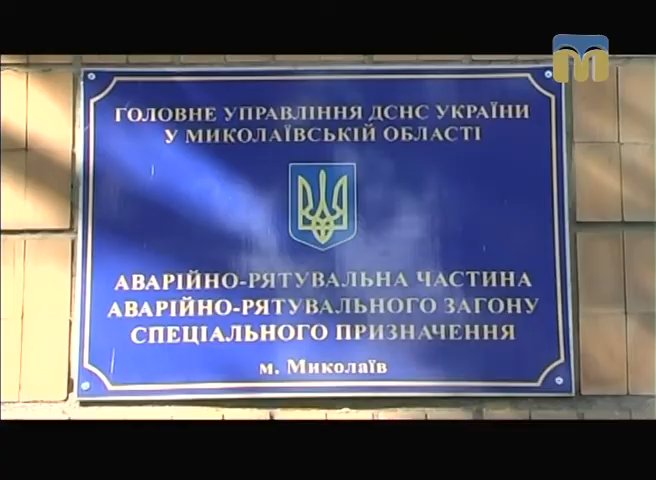 ГОЛОВНЕ УПРАВЛІННЯ ДСНС УКРАЇНИ
У МИКОЛАЇВСЬКІЙ ОБЛАСТІ
АВАРІЙНО-РЯТУВАЛЬНА ЧАСТИНА
АВАРІЙНО-РЯТУВАЛЬНОГО ЗАГОНУ
СПЕЦІАЛЬНОГО ПРИЗНАЧЕННЯ
м. Миколаїв